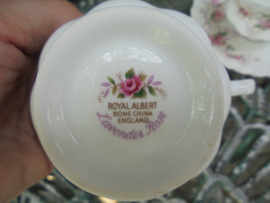 ROYAL ALBERT
BONE CHINA
ENGLAND
Lavender Rose